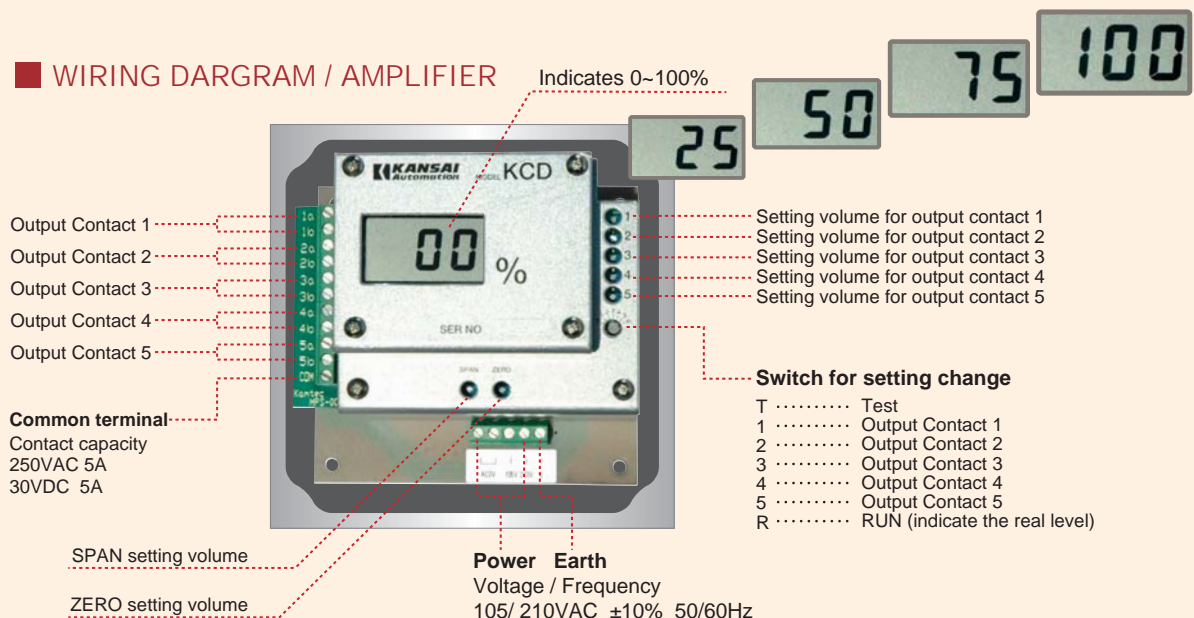 WIRING DARGRAM / AMPLIFIER
Indicates 0~100%
25
50
75
100
KANSAI
Automation
MODEL KCD
00 %
SER NO
SPAN ZERO
1a
1b
2a
2b
3a
3b
4a
4b
5a
5b
COM
Kamtec
1
2
3
4
5
Output Contact 1
Output Contact 2
Output Contact 3
Output Contact 4
Output Contact 5
Common terminal
Contact capacity
250VAC 5A
30VDC 5A
Setting volume for output contact 1
Setting volume for output contact 2
Setting volume for output contact 3
Setting volume for output contact 4
Setting volume for output contact 5
Switch for setting change
T ·········· Test
1 ·········· Output Contact 1
2 ·········· Output Contact 2
3 ·········· Output Contact 3
4 ·········· Output Contact 4
5 ·········· Output Contact 5
R ·········· RUN (indicate the real level)
SPAN setting volume
ZERO setting volume
Power Earth
Voltage / Frequency
105/ 210VAC ±10% 50/60Hz